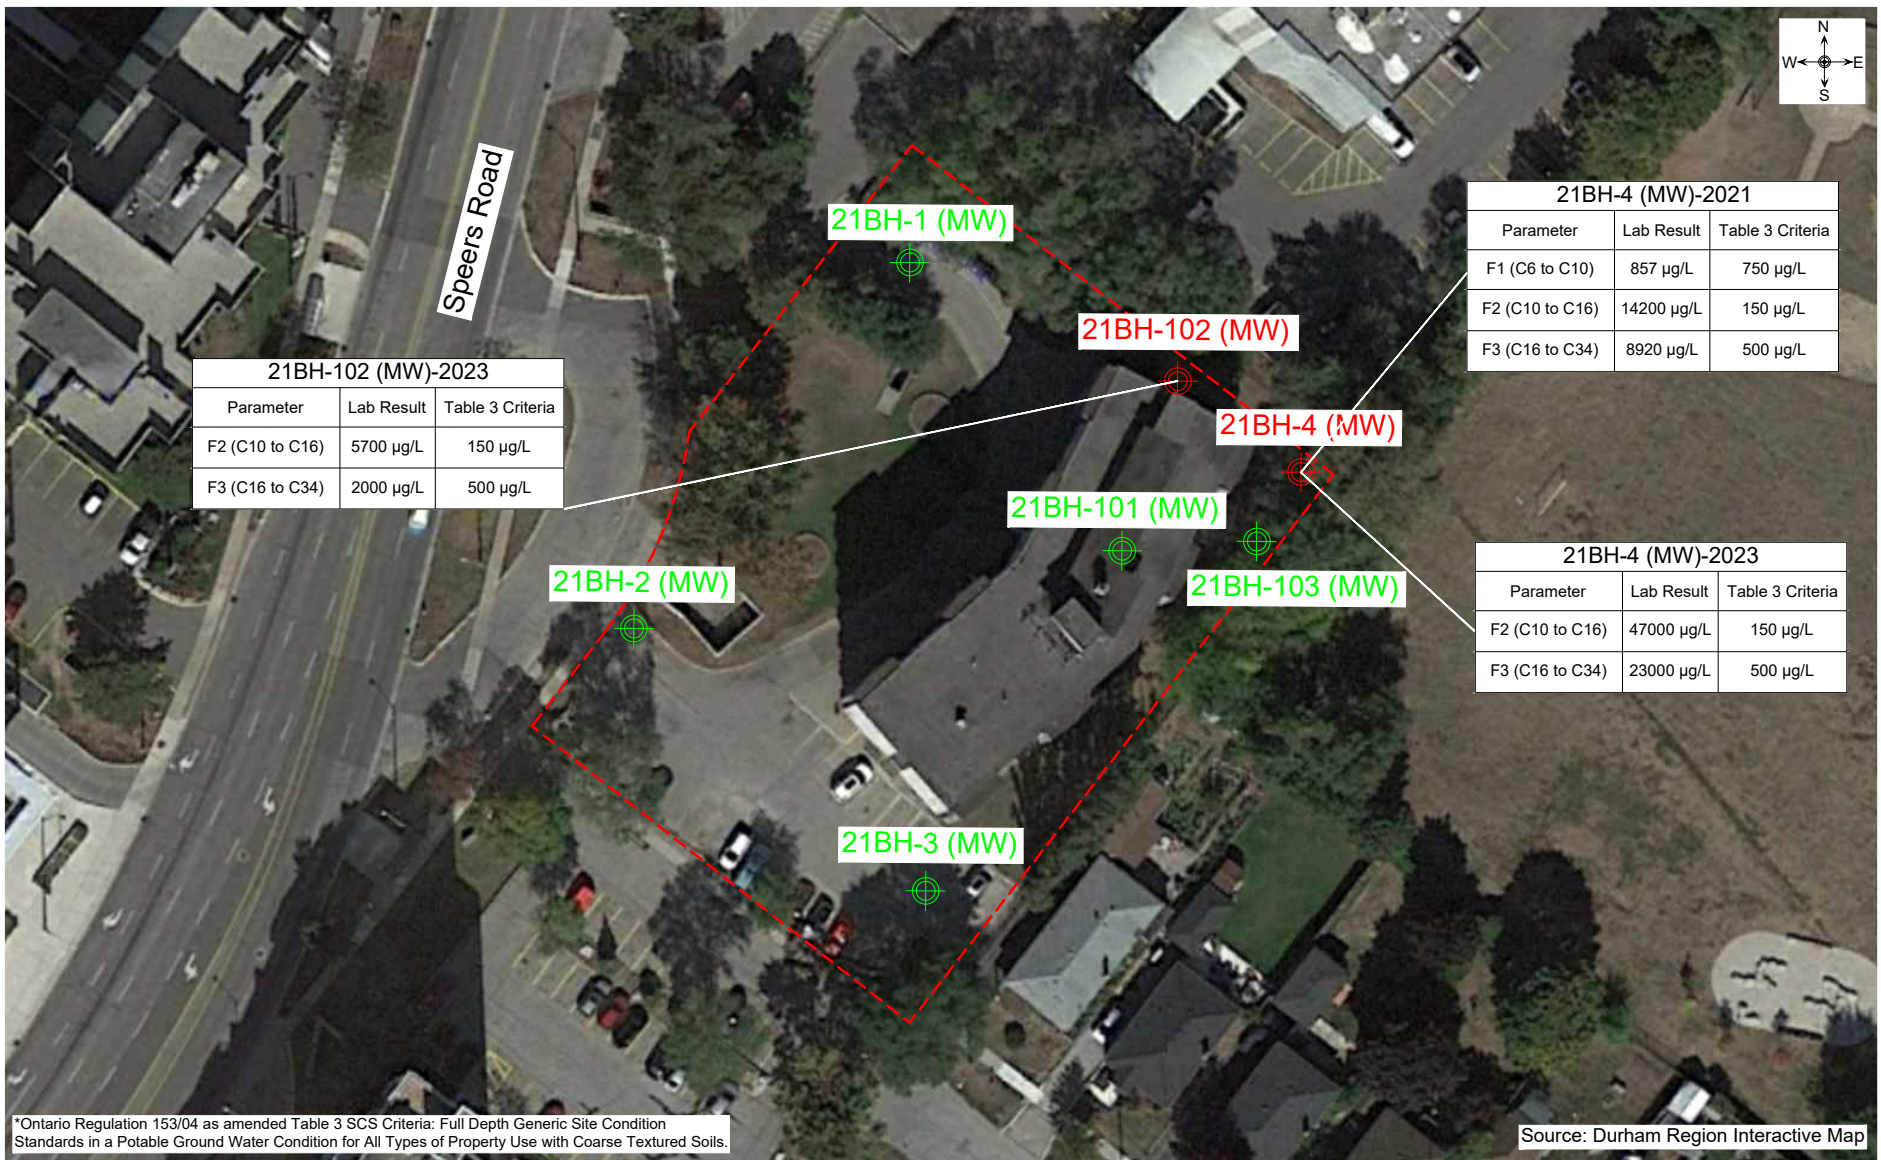 N
W E
S
Speers Road
21BH-1 (MW)
21BH-4 (MW)-2021
Parameter Lab Result Table 3 Criteria
F1 (C6 to C10) 857 µg/L 750 µg/L
F2 (C10 to C16) 14200 µg/L 150 µg/L
F3 (C16 to C34) 8920 µg/L 500 µg/L
21BH-102 (MW)
21BH-102 (MW)-2023
Parameter Lab Result Table 3 Criteria
F2 (C10 to C16) 5700 µg/L 150 µg/L
F3 (C16 to C34) 2000 µg/L 500 µg/L
21BH-4 (MW)
21BH-101 (MW)
21BH-2 (MW)
21BH-103 (MW)
21BH-4 (MW)-2023
Parameter Lab Result Table 3 Criteria
F2 (C10 to C16) 47000 µg/L 150 µg/L
F3 (C16 to C34) 23000 µg/L 500 µg/L
21BH-3 (MW)
*Ontario Regulation 153/04 as amended Table 3 SCS Criteria: Full Depth Generic Site Condition
Standards in a Potable Ground Water Condition for All Types of Property Use with Coarse Textured Soils.
Source: Durham Region Interactive Map